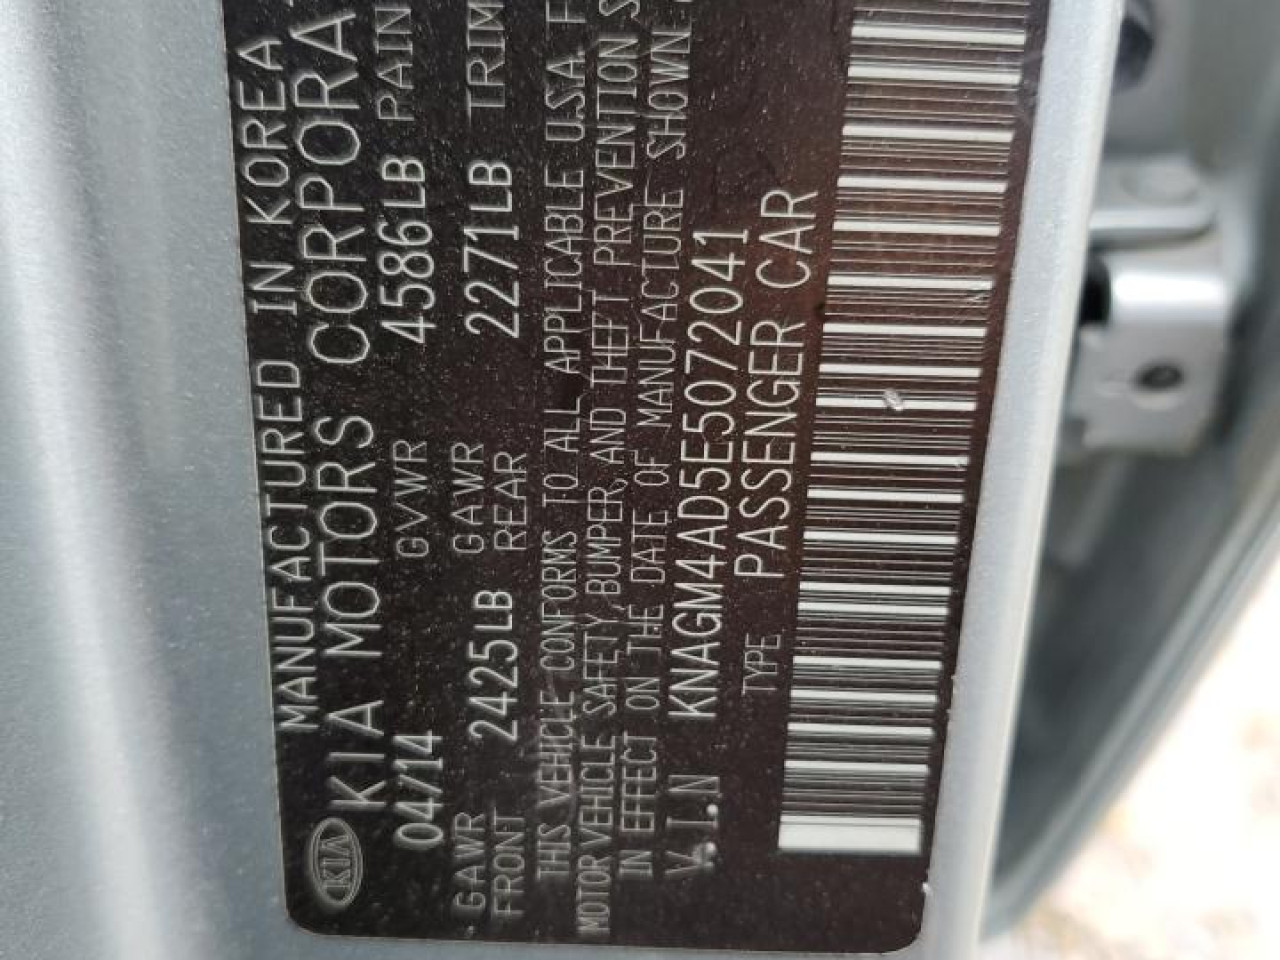 MANUFACTURED IN KOREA
KIA KIA MOTORS CORPORA
04/14 GVWR 4586LB PAIN
GAWR FRONT 2425LB GAWR REAR 2271LB TRIM
THIS VEHICLE CONFORMS TO ALL APPLICABLE U.S.A. F
MOTOR VEHICLE SAFETY, BUMPER, AND THEFT PREVENTION S
IN EFFECT ON THE DATE OF MANUFACTURE SHOWN
V.I.N KNAGM4AD5E5072041
TYPE PASSENGER CAR